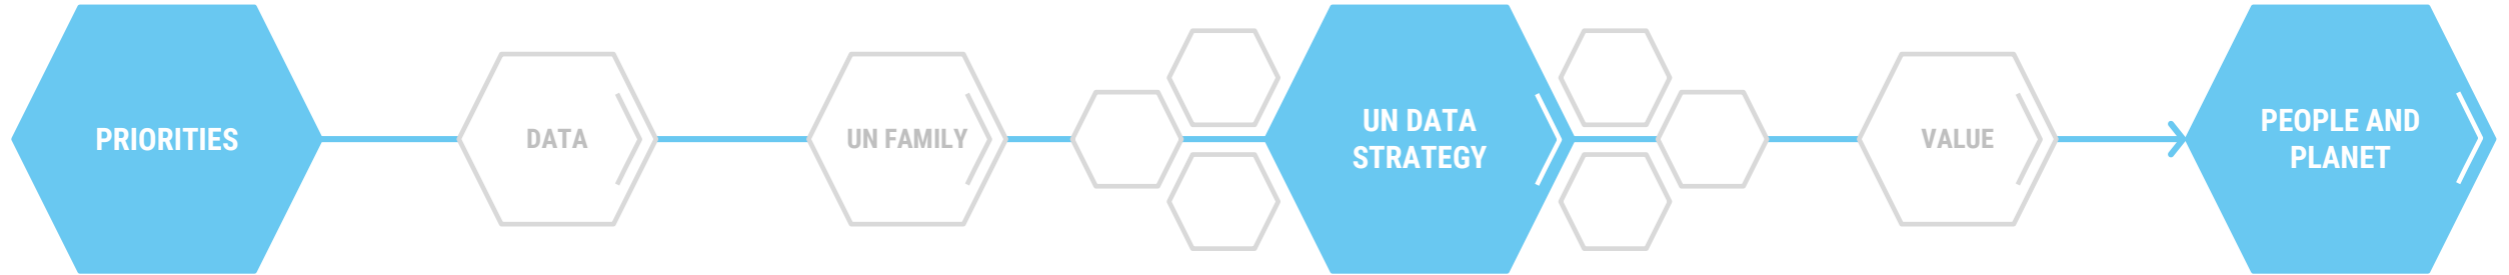 PRIORITIES
DATA
UN FAMILY
UN DATA
STRATEGY
VALUE
PEOPLE AND
PLANET